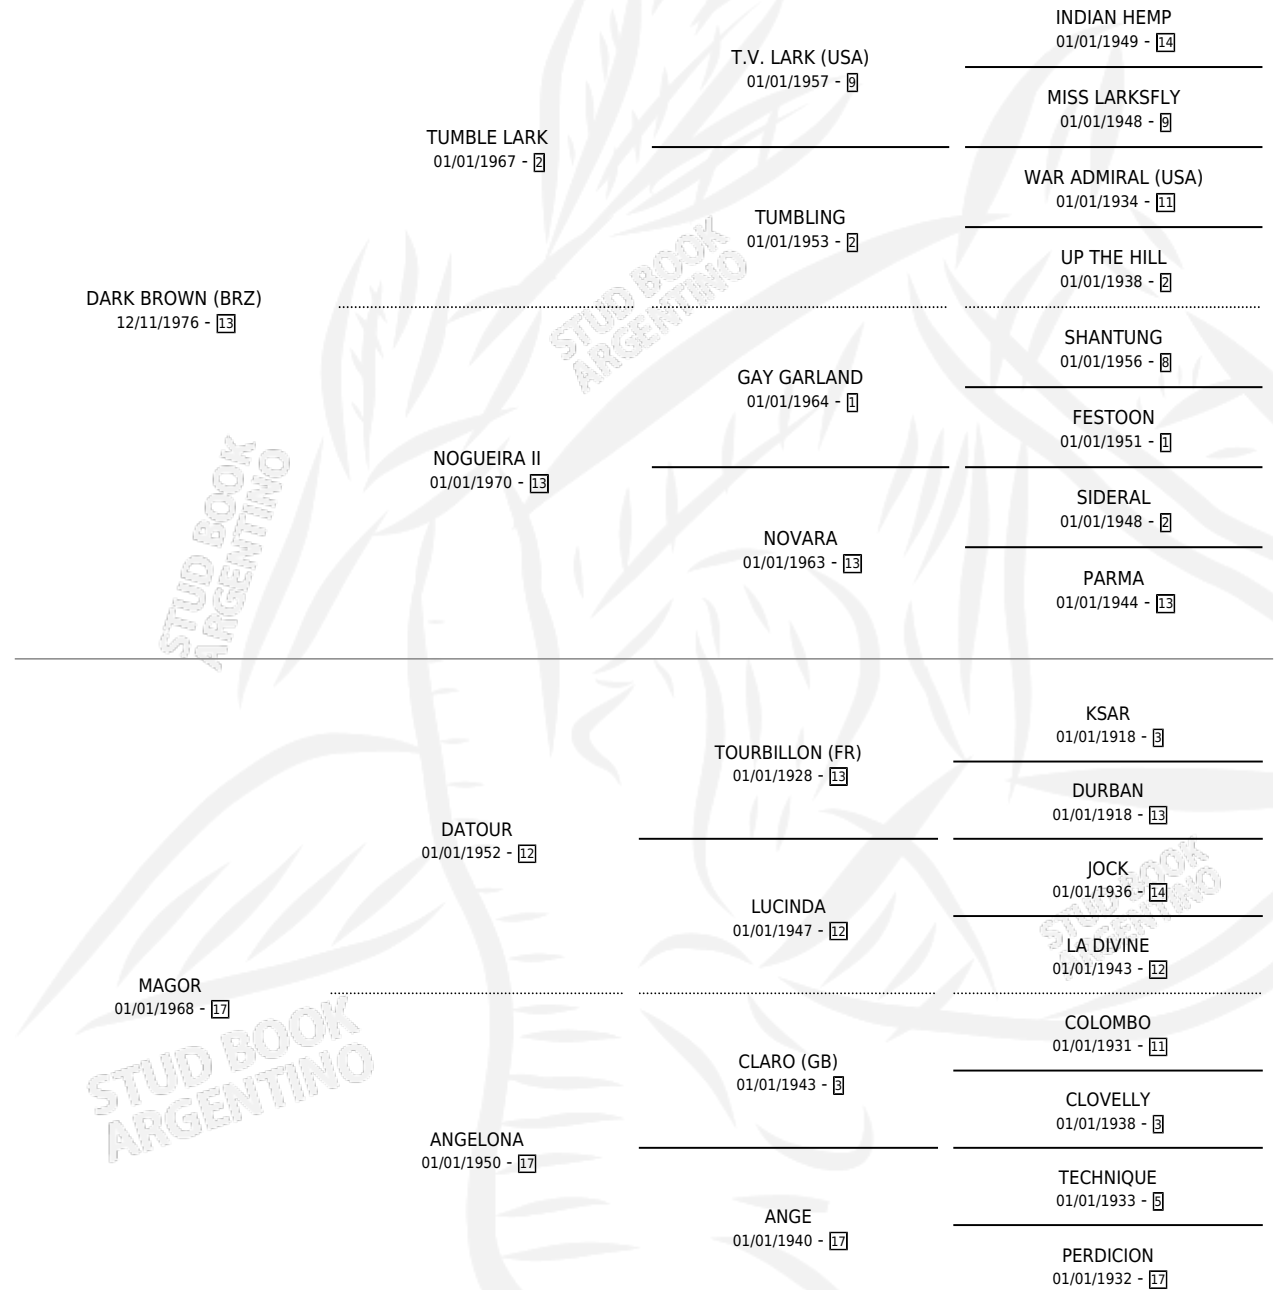 INDIAN HEMP
01/01/1949 - 14
T.V. LARK (USA)
01/01/1957 - 9
MISS LARKSFLY
01/01/1948 - 9
TUMBLE LARK
01/01/1967 - 2
WAR ADMIRAL (USA)
01/01/1934 - 11
TUMBLING
01/01/1953 - 2
UP THE HILL
01/01/1938 - 2
DARK BROWN (BRZ)
12/11/1976 - 13
SHANTUNG
01/01/1956 - 8
GAY GARLAND
01/01/1964 - 1
FESTOON
01/01/1951 - 1
NOGUEIRA II
01/01/1970 - 13
SIDERAL
01/01/1948 - 2
NOVARA
01/01/1963 - 13
PARMA
01/01/1944 - 13
KSAR
01/01/1918 - 3
TOURBILLON (FR)
01/01/1928 - 13
DURBAN
01/01/1918 - 13
DATOUR
01/01/1952 - 12
JOCK
01/01/1936 - 14
LUCINDA
01/01/1947 - 12
LA DIVINE
01/01/1943 - 12
MAGOR
01/01/1968 - 17
COLOMBO
01/01/1931 - 11
CLARO (GB)
01/01/1943 - 3
CLOVELLY
01/01/1938 - 3
ANGELONA
01/01/1950 - 17
TECHNIQUE
01/01/1933 - 5
ANGE
01/01/1940 - 17
PERDICION
01/01/1932 - 17
STUD BOOK
ARGENTINO
STUD BOOK
ARGENTINO
STUD BOOK
ARGENTINO
STUD BOOK
ARGENTINO